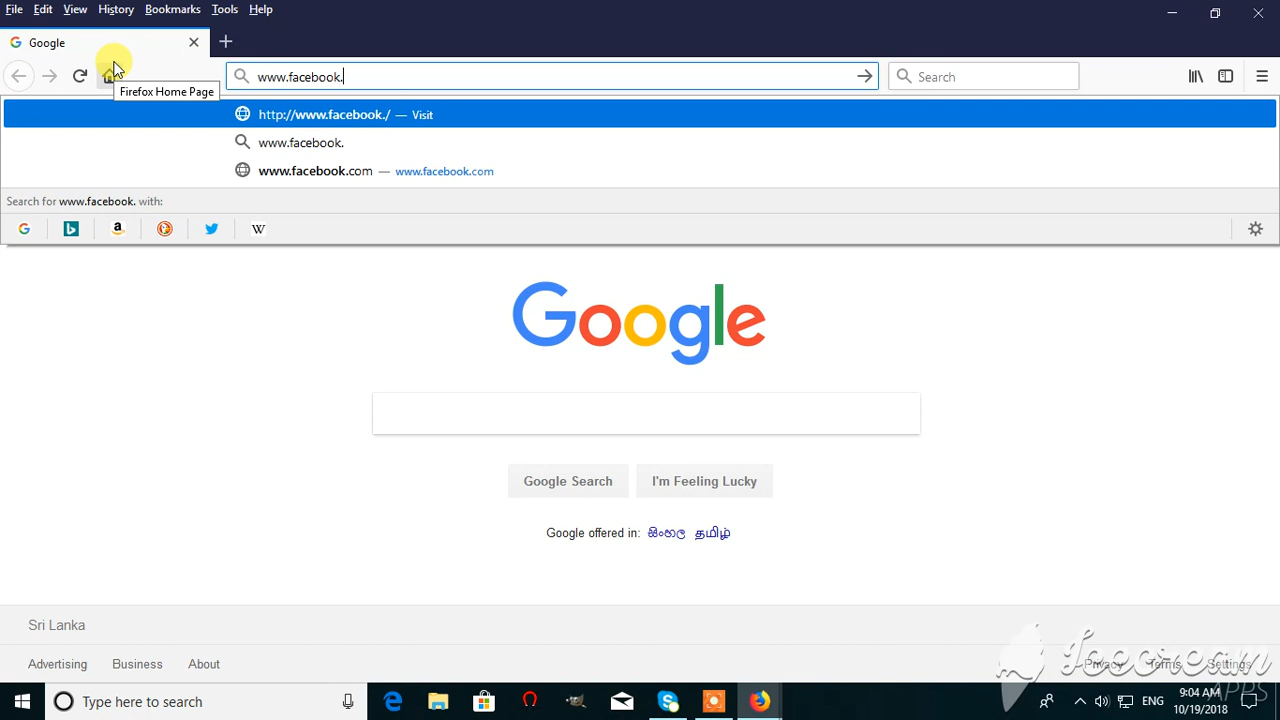 File Edit View History Bookmarks Tools Help
Google
www.facebook.
Search
Firefox Home Page
http://www.facebook./ — Visit
www.facebook.
www.facebook.com — www.facebook.com
Search for www.facebook. with:
Google
Google Search
I'm Feeling Lucky
Google offered in: සිංහල தமிழ்
Sri Lanka
Advertising Business About
Privacy Terms Settings
Icecream
APPS
Type here to search
ENG
9:04 AM
10/19/2018